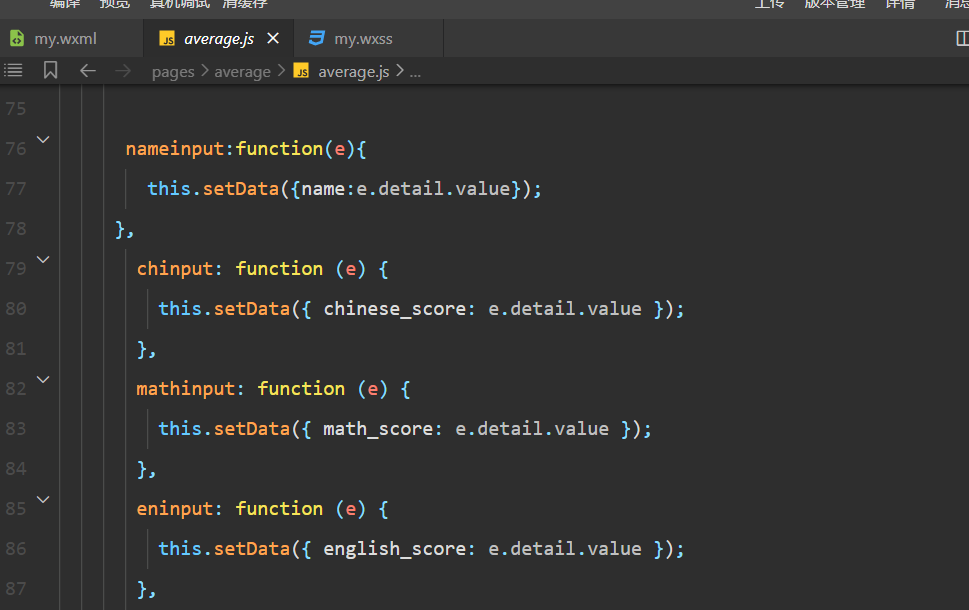 编译 预览 真机调试 清缓存 上传 版本管理 详情 消息
my.wxml average.js my.wxss
pages average average.js ...
75
76 nameinput:function(e){
77 this.setData({name:e.detail.value});
78 },
79 chinput: function (e) {
80 this.setData({ chinese_score: e.detail.value });
81 },
82 mathinput: function (e) {
83 this.setData({ math_score: e.detail.value });
84 },
85 eninput: function (e) {
86 this.setData({ english_score: e.detail.value });
87 },